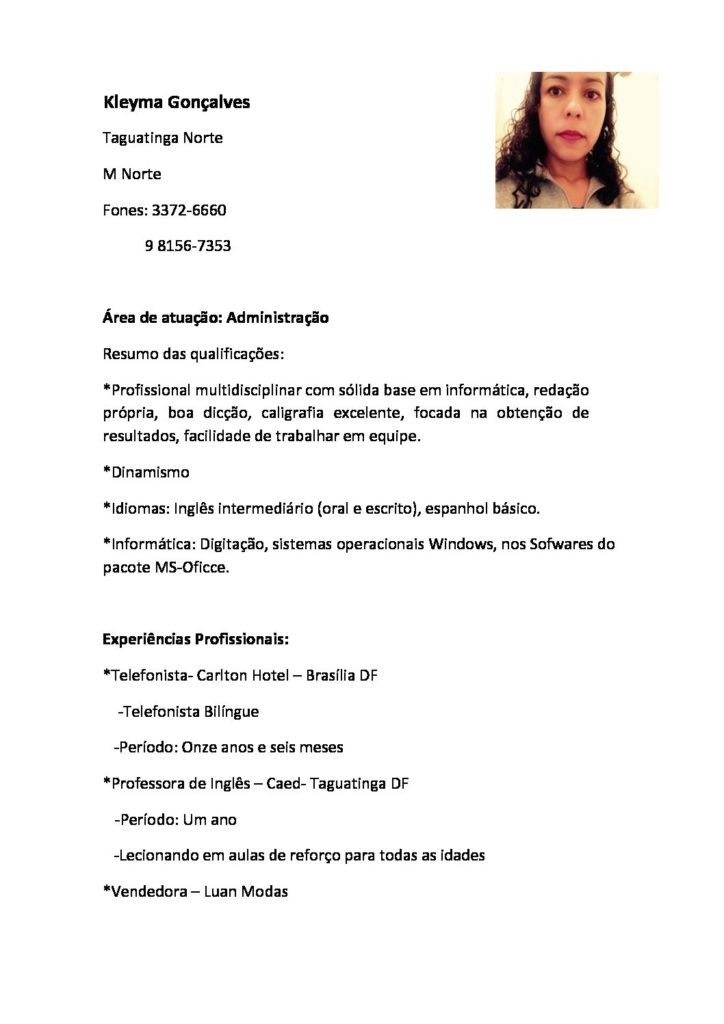 Kleyma Gonçalves
Taguatinga Norte
M Norte
Fones: 3372-6660
9 8156-7353
Área de atuação: Administração
Resumo das qualificações:
*Profissional multidisciplinar com sólida base em informática, redação
própria, boa dicção, caligrafia excelente, focada na obtenção de
resultados, facilidade de trabalhar em equipe.
*Dinamismo
*Idiomas: Inglês intermediário (oral e escrito), espanhol básico.
*Informática: Digitação, sistemas operacionais Windows, nos Sofwares do
pacote MS-Oficce.
Experiências Profissionais:
*Telefonista- Carlton Hotel – Brasília DF
-Telefonista Bilíngue
-Período: Onze anos e seis meses
*Professora de Inglês – Caed- Taguatinga DF
-Período: Um ano
-Lecionando em aulas de reforço para todas as idades
*Vendedora – Luan Modas